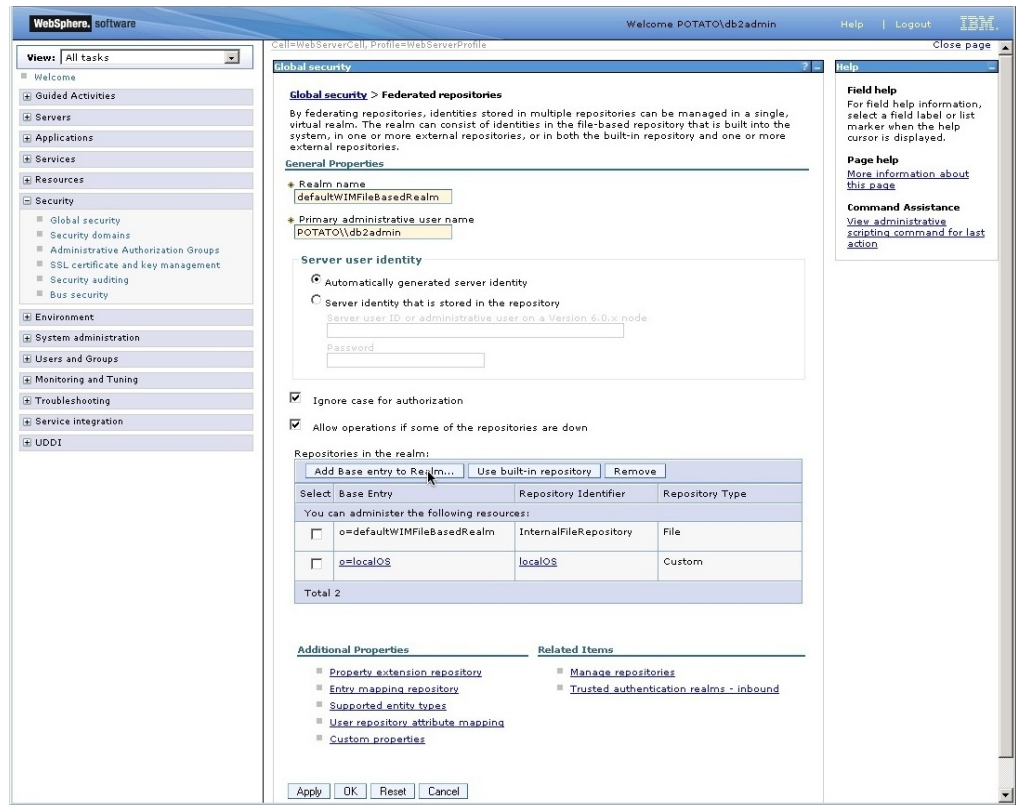 WebSphere. software
Welcome POTATO\db2admin
Help | Logout
IBM.
View: All tasks
Welcome
Guided Activities
Servers
Applications
Services
Resources
Security
Global security
Security domains
Administrative Authorization Groups
SSL certificate and key management
Security auditing
Bus security
Environment
System administration
Users and Groups
Monitoring and Tuning
Troubleshooting
Service integration
UDDI
Cell=WebServerCell, Profile=WebServerProfile
Close page
Global security
? –
Global security > Federated repositories
By federating repositories, identities stored in multiple repositories can be managed in a single,
virtual realm. The realm can consist of identities in the file-based repository that is built into the
system, in one or more external repositories, or in both the built-in repository and one or more
external repositories.
General Properties
Realm name
defaultWIMFileBasedRealm
Primary administrative user name
POTATO\\db2admin
Server user identity
Automatically generated server identity
Server identity that is stored in the repository
Server user ID or administrative user on a Version 6.0.x node
Password
Ignore case for authorization
Allow operations if some of the repositories are down
Repositories in the realm:
Add Base entry to Realm... Use built-in repository Remove
Select Base Entry Repository Identifier Repository Type
You can administer the following resources:
o=defaultWIMFileBasedRealm InternalFileRepository File
o=localOS localOS Custom
Total 2
Additional Properties
Property extension repository
Entry mapping repository
Supported entity types
User repository attribute mapping
Custom properties
Related Items
Manage repositories
Trusted authentication realms - inbound
Apply OK Reset Cancel
Help
Field help
For field help information,
select a field label or list
marker when the help
cursor is displayed.
Page help
More information about
this page
Command Assistance
View administrative
scripting command for last
action